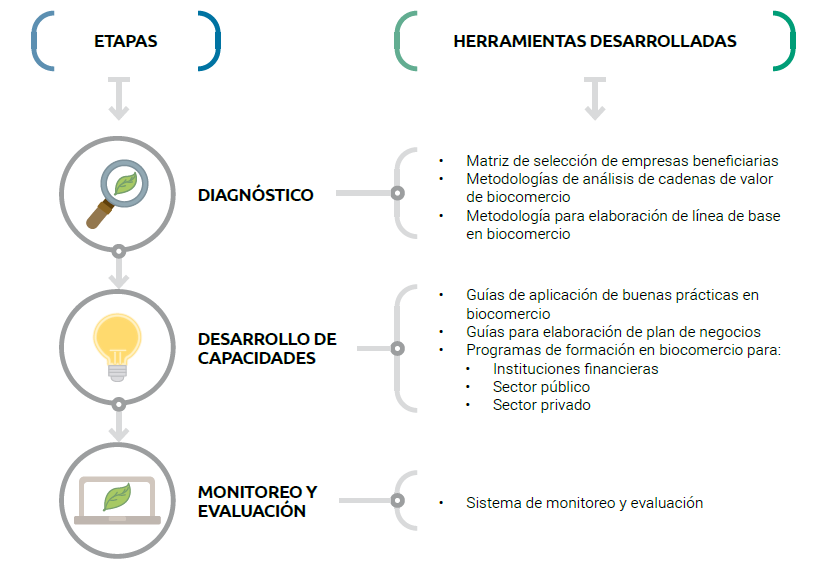 ETAPAS
HERRAMIENTAS DESARROLLADAS
DIAGNÓSTICO
• Matriz de selección de empresas beneficiarias
• Metodologías de análisis de cadenas de valor
de biocomercio
• Metodología para elaboración de línea de base
en biocomercio
DESARROLLO DE
CAPACIDADES
• Guías de aplicación de buenas prácticas en
biocomercio
• Guías para elaboración de plan de negocios
• Programas de formación en biocomercio para:
• Instituciones financieras
• Sector público
• Sector privado
MONITOREO Y
EVALUACIÓN
• Sistema de monitoreo y evaluación